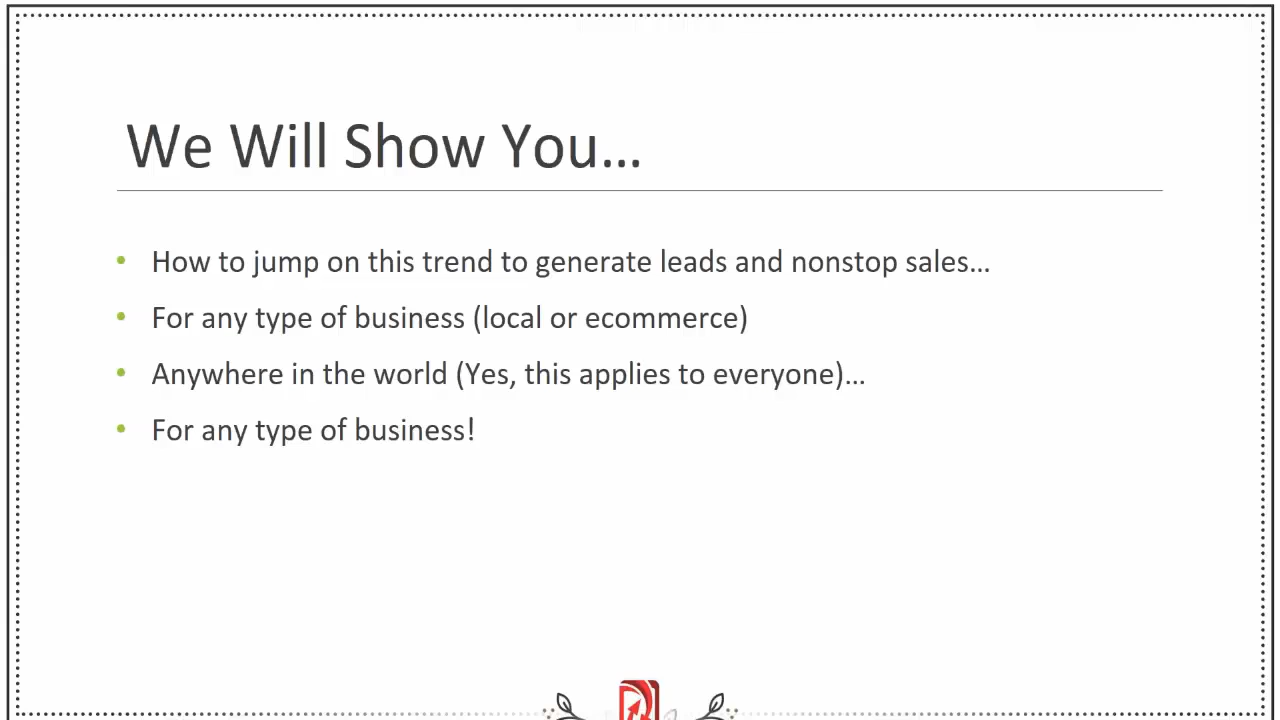 We Will Show You...
• How to jump on this trend to generate leads and nonstop sales...
• For any type of business (local or ecommerce)
• Anywhere in the world (Yes, this applies to everyone)...
• For any type of business!